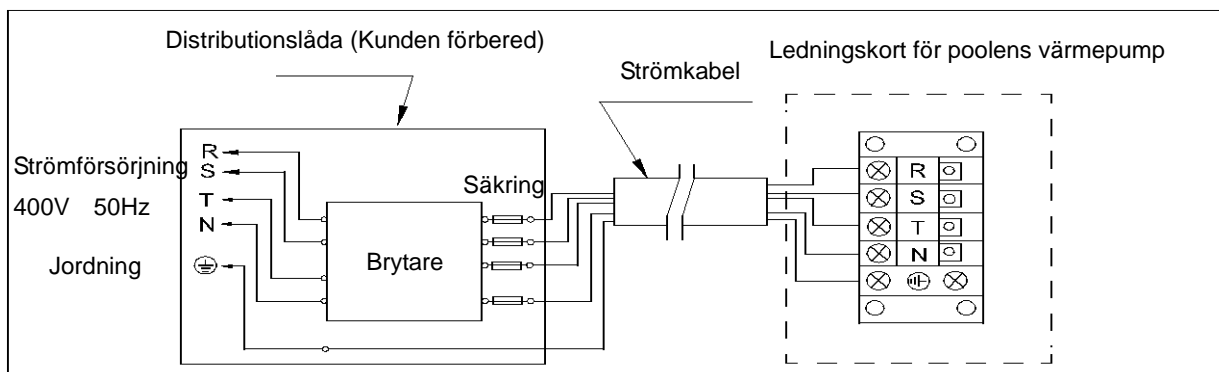 Distributionslåda (Kunden förbered)
Ledningskort för poolens värmepump
Strömkabel
R
S
T
N
Strömförsörjning
400V 50Hz
Jordning
Säkring
Brytare
R
S
T
N